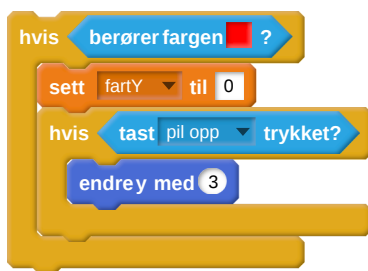 hvis berører fargen ?
sett fartY til 0
hvis tast pil opp trykket?
endre y med 3